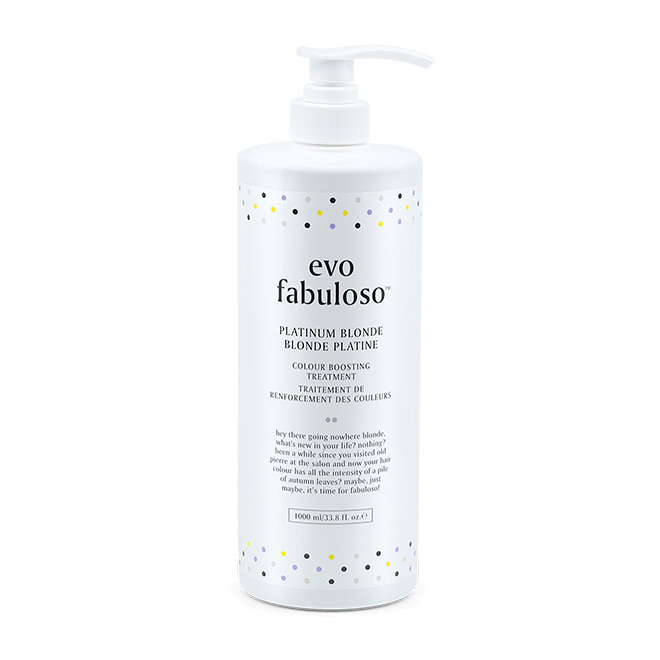 evo
fabuloso™
PLATINUM BLONDE
BLONDE PLATINE
COLOUR BOOSTING
TREATMENT
TRAITEMENT DE
RENFORCEMENT DES COULEURS
hey there going nowhere blonde,
what's new in your life? nothing?
been a while since you visited old
pierre at the salon and now your hair
colour has all the intensity of a pile
of autumn leaves? maybe, just
maybe, it's time for fabuloso!
1000 ml/33.8 fl. oz.℮